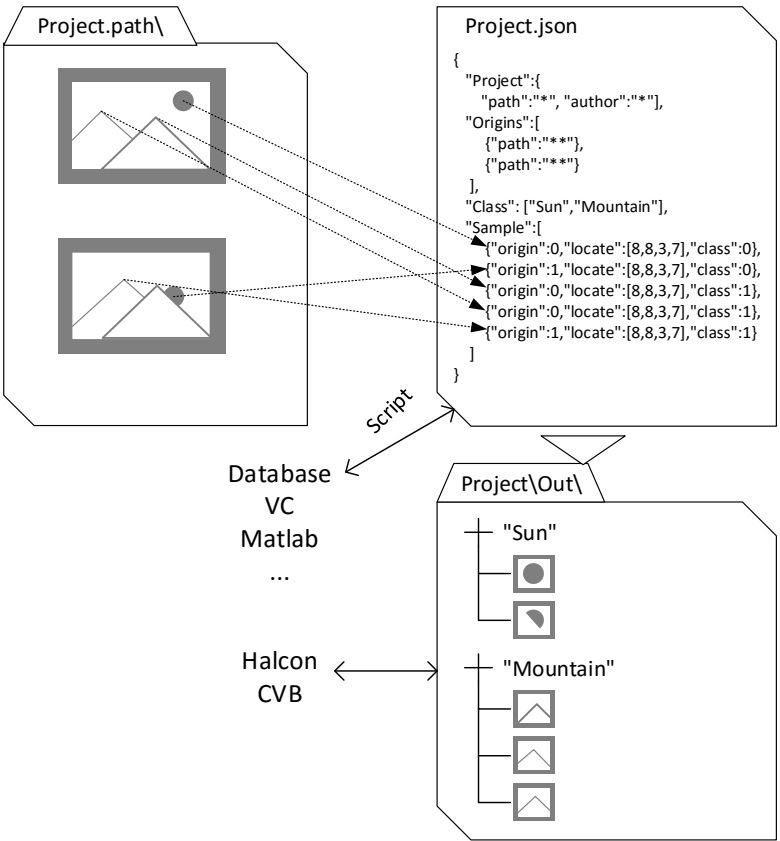 Project.path\
Project.json
{
"Project":{
"path":"*", "author":"*"],
"Origins":[
{"path":"**"},
{"path":"**"}
],
"Class": ["Sun","Mountain"],
"Sample":[
{"origin":0,"locate":[8,8,3,7],"class":0},
{"origin":1,"locate":[8,8,3,7],"class":0},
{"origin":0,"locate":[8,8,3,7],"class":1},
{"origin":0,"locate":[8,8,3,7],"class":1},
{"origin":1,"locate":[8,8,3,7],"class":1}
]
}
Script
Database
VC
Matlab
...
Project\Out\
"Sun"
Halcon
CVB
"Mountain"